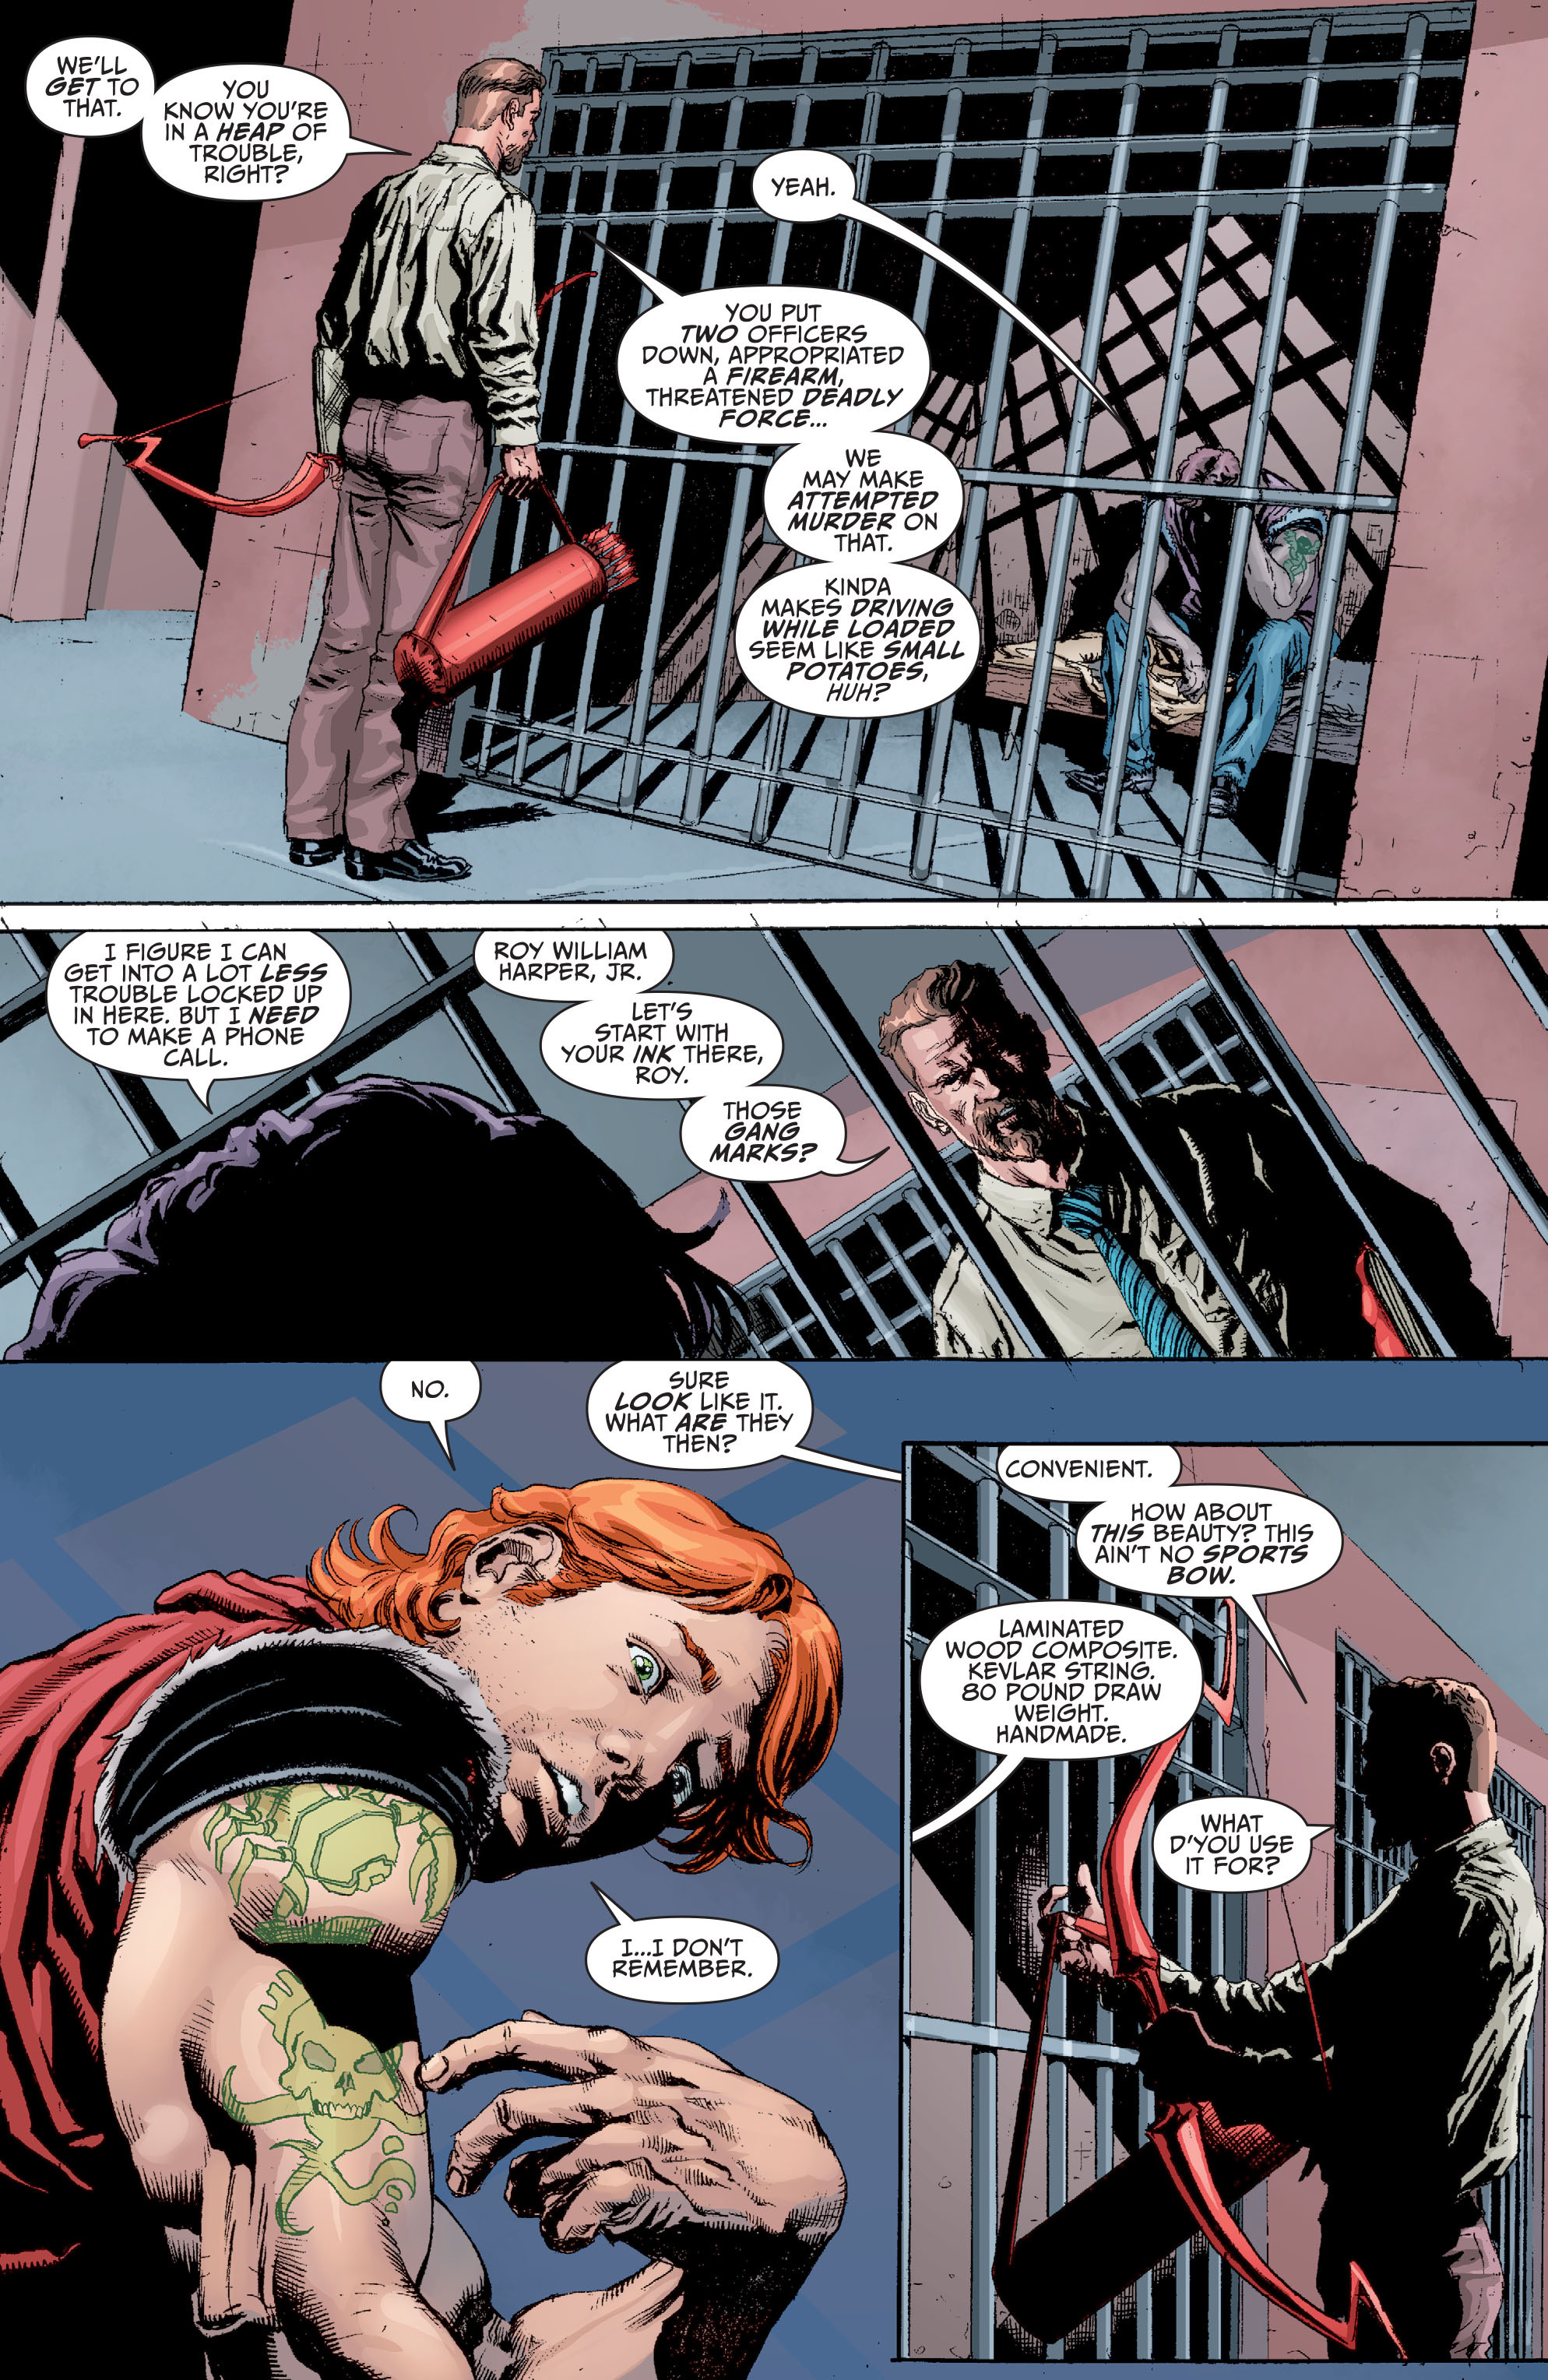 WE'LL
GET TO
THAT.
YOU
KNOW YOU'RE
IN A HEAP OF
TROUBLE,
RIGHT?
YEAH.
YOU PUT
TWO OFFICERS
DOWN, APPROPRIATED
A FIREARM,
THREATENED DEADLY
FORCE...
WE
MAY MAKE
ATTEMPTED
MURDER ON
THAT.
KINDA
MAKES DRIVING
WHILE LOADED
SEEM LIKE SMALL
POTATOES,
HUH?
I FIGURE I CAN
GET INTO A LOT LESS
TROUBLE LOCKED UP
IN HERE. BUT I NEED
TO MAKE A PHONE
CALL.
ROY WILLIAM
HARPER, JR.
LET'S
START WITH
YOUR INK THERE,
ROY.
THOSE
GANG
MARKS?
NO.
SURE
LOOK LIKE IT.
WHAT ARE THEY
THEN?
I...I DON'T
REMEMBER.
CONVENIENT.
HOW ABOUT
THIS BEAUTY? THIS
AIN'T NO SPORTS
BOW.
LAMINATED
WOOD COMPOSITE.
KEVLAR STRING.
80 POUND DRAW
WEIGHT.
HANDMADE.
WHAT
D'YOU USE
IT FOR?